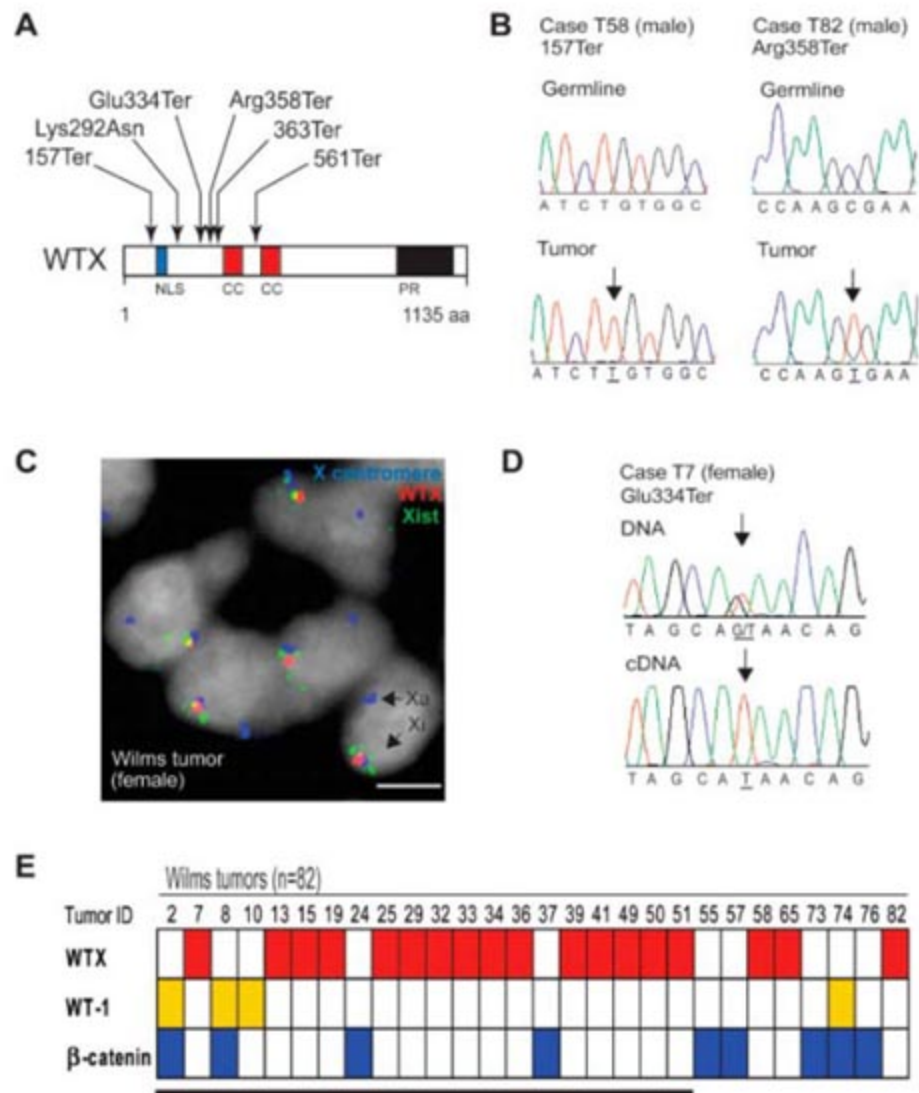 A
Glu334Ter
Arg358Ter
Lys292Asn
363Ter
157Ter
561Ter
WTX
NLS
CC
CC
PR
1
1135 aa
B
Case T58 (male)
157Ter
Germline
A T C T G T G G C
Tumor
A T C T T G T G G C
Case T82 (male)
Arg358Ter
Germline
C C A A G C G A A
Tumor
C C A A G T G A A
C
X centromere
WTX
Xist
Xa
Xi
Wilms tumor
(female)
D
Case T7 (female)
Glu334Ter
DNA
T A G C A G/T A A C A G
cDNA
T A G C A T A A C A G
E
Wilms tumors (n=82)
Tumor ID 2 7 8 10 13 15 19 24 25 29 32 33 34 36 37 39 41 49 50 51 55 57 58 65 73 74 76 82
WTX
WT-1
β-catenin